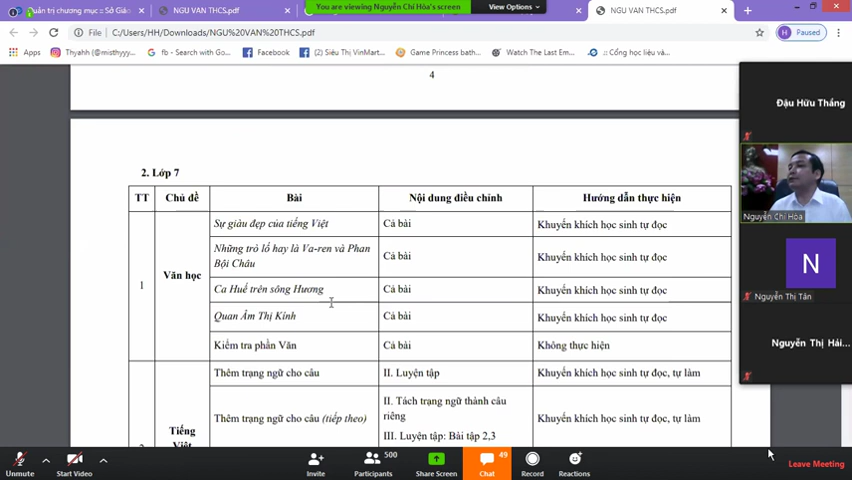 Quản trị chương mục :: Sở Giáo
NGU VAN THCS.pdf
You are viewing Nguyễn Chí Hòa's screen
View Options
NGU VAN THCS.pdf
File | C:/Users/HH/Downloads/NGU%20VAN%20THCS.pdf
H Paused
Apps
Thyahh (@misthyyy...
fb - Search with Go...
(2) Siêu Thị VinMart...
Game Princess bath...
Watch The Last Em...
:: Cổng học liệu và...
4
2. Lớp 7
TT Chủ đề Bài Nội dung điều chỉnh Hướng dẫn thực hiện
1 Văn học
Sự giàu đẹp của tiếng Việt Cả bài Khuyến khích học sinh tự đọc
Những trò lố hay là Va-ren và Phan Bội Châu Cả bài Khuyến khích học sinh tự đọc
Ca Huế trên sông Hương Cả bài Khuyến khích học sinh tự đọc
Quan Âm Thị Kính Cả bài Khuyến khích học sinh tự đọc
Kiểm tra phần Văn Cả bài Không thực hiện
Tiếng Việt
Thêm trạng ngữ cho câu II. Luyện tập Khuyến khích học sinh tự đọc, tự làm
Thêm trạng ngữ cho câu (tiếp theo) II. Tách trạng ngữ thành câu riêng
III. Luyện tập: Bài tập 2,3 Khuyến khích học sinh tự đọc, tự làm
Đậu Hữu Thắng
Nguyễn Chí Hòa
N
Nguyễn Thị Tân
Nguyễn Thị Hải...
Unmute
Start Video
Invite
500
Participants
Share Screen
49
Chat
Record
Reactions
Leave Meeting